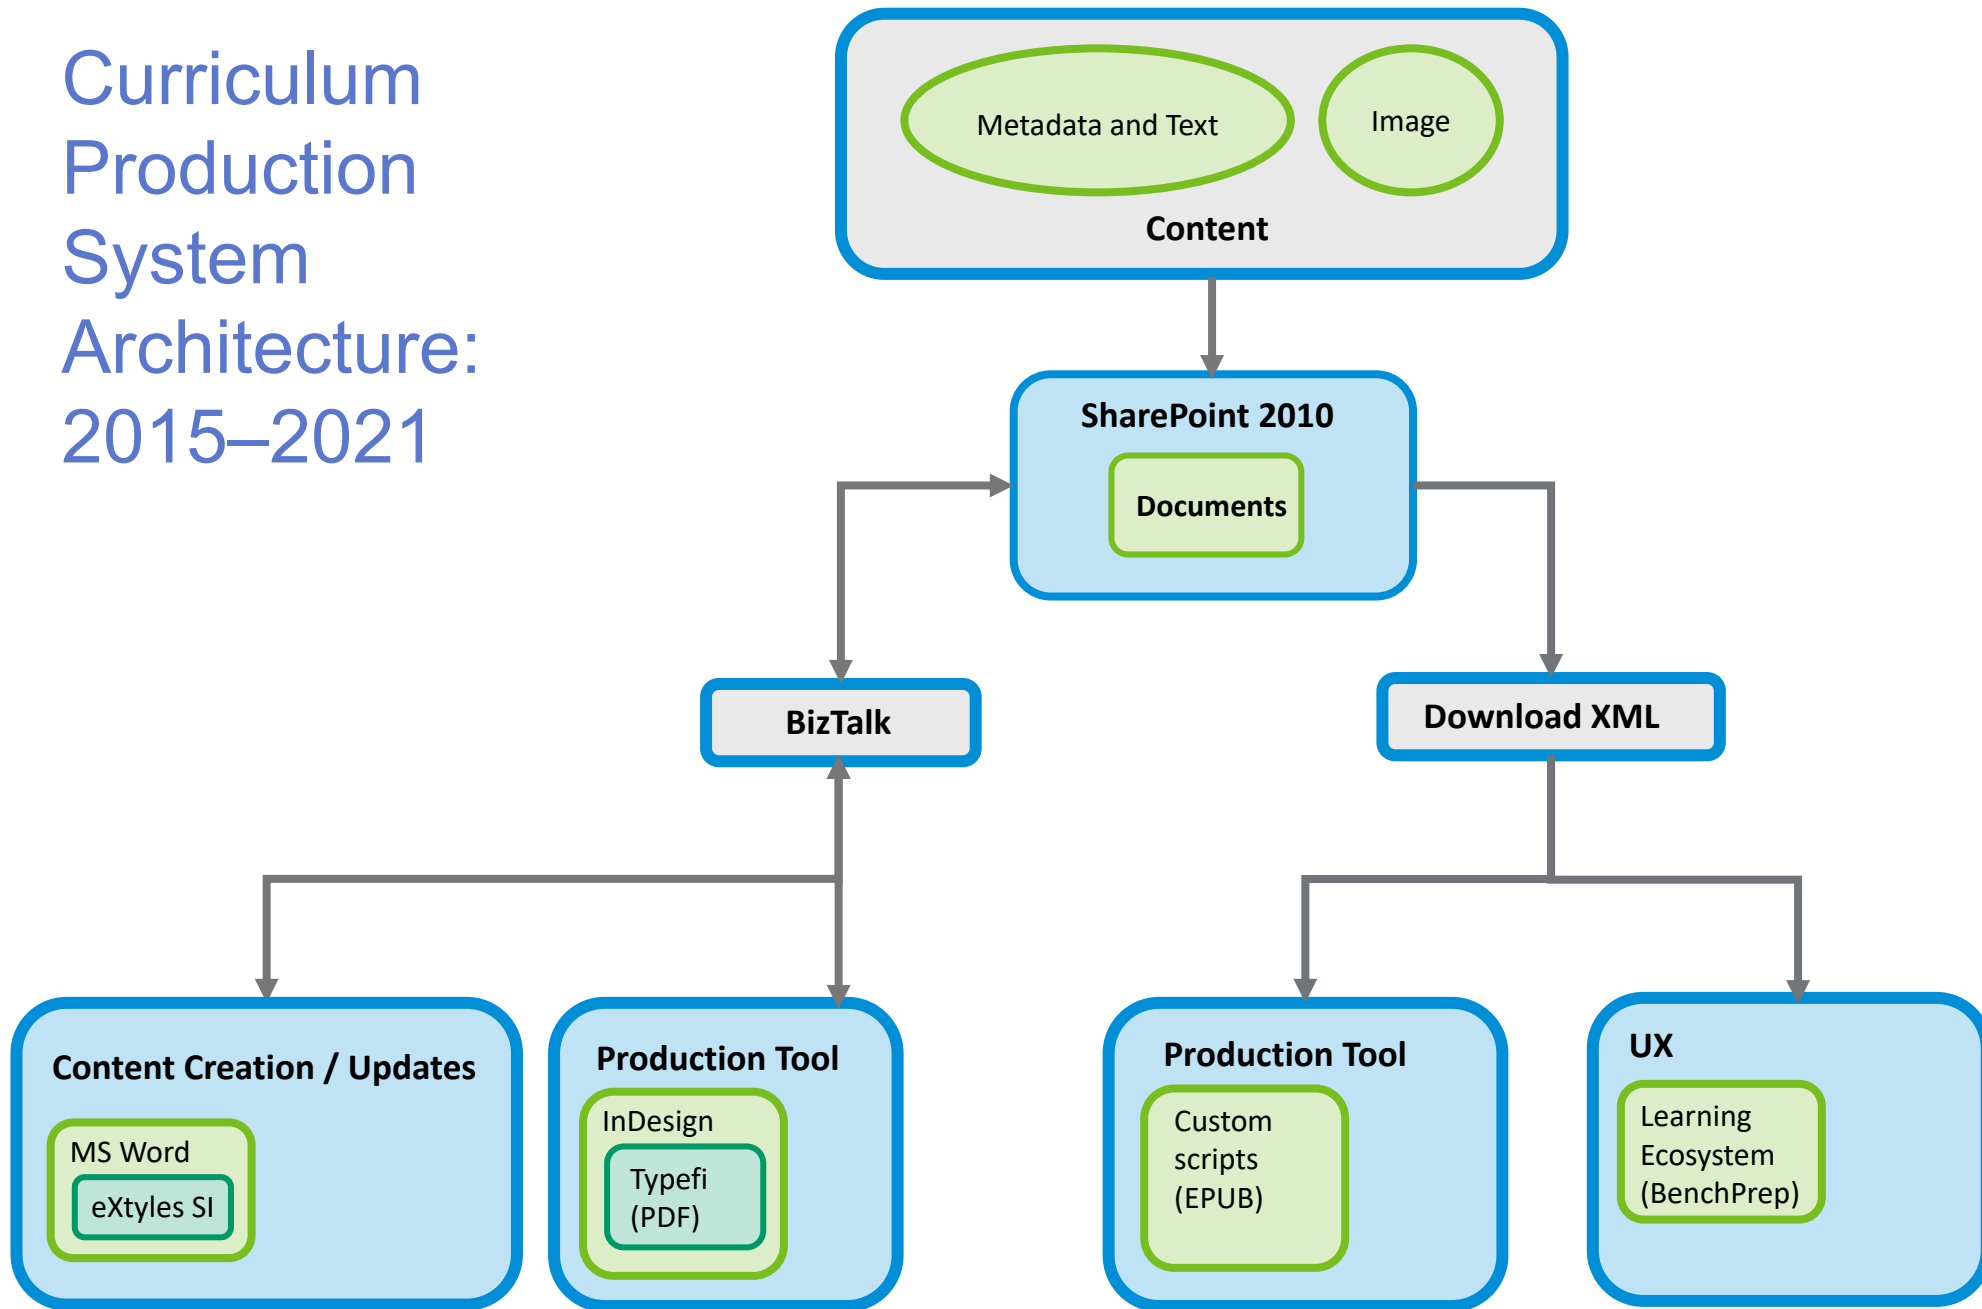 Curriculum
Production
System
Architecture:
2015–2021
Metadata and Text
Image
Content
SharePoint 2010
Documents
BizTalk
Download XML
Content Creation / Updates
MS Word
eXtyles SI
Production Tool
InDesign
Typefi
(PDF)
Production Tool
Custom
scripts
(EPUB)
UX
Learning
Ecosystem
(BenchPrep)